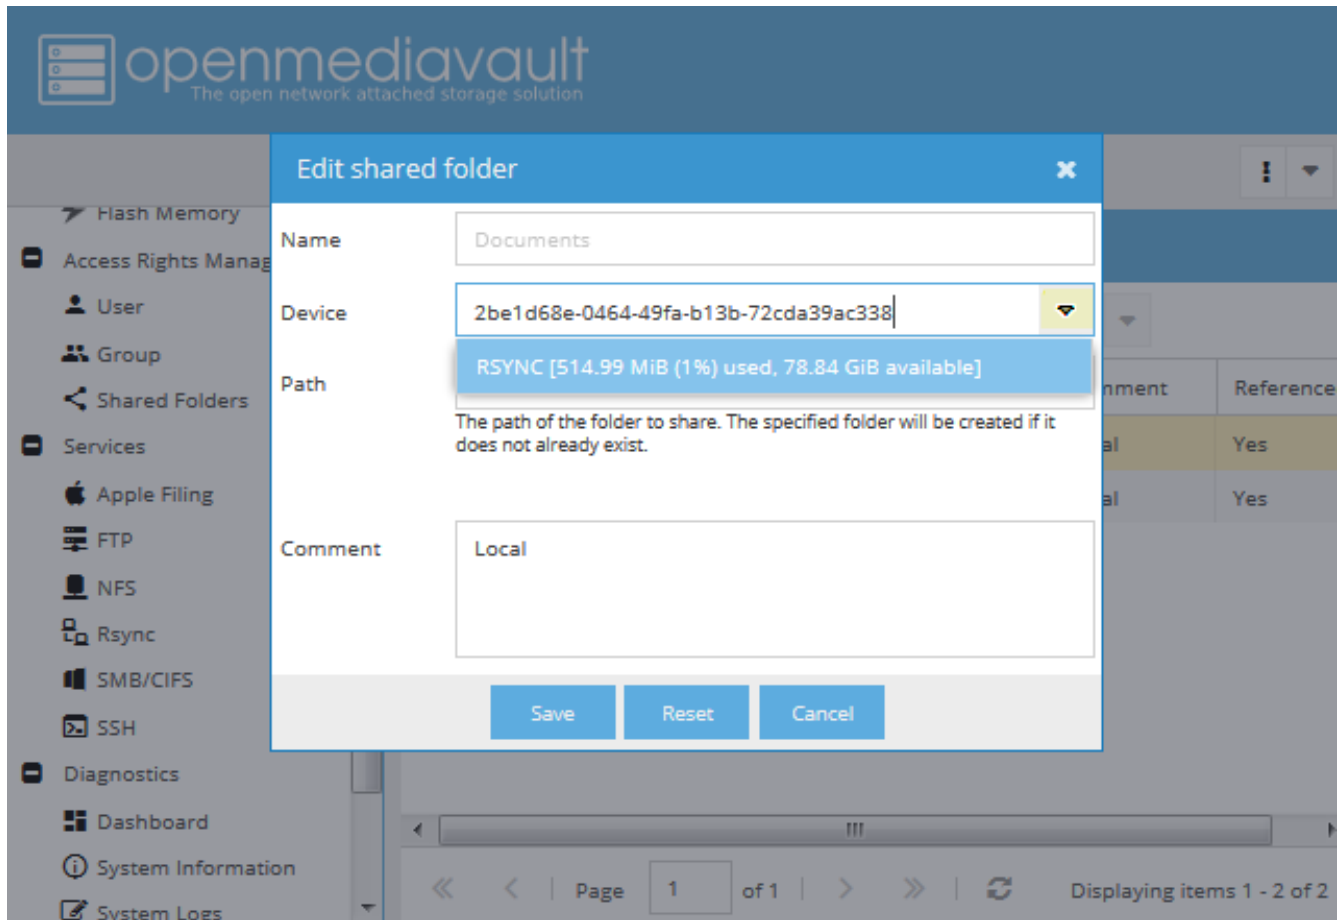 openmediavault
The open network attached storage solution
Edit shared folder
Flash Memory
Access Rights Manag
User
Group
Shared Folders
Services
Apple Filing
FTP
NFS
Rsync
SMB/CIFS
SSH
Diagnostics
Dashboard
System Information
System Logs
Name
Documents
Device
2be1d68e-0464-49fa-b13b-72cda39ac338
RSYNC [514.99 MiB (1%) used, 78.84 GiB available]
Path
The path of the folder to share. The specified folder will be created if it
does not already exist.
Comment
Local
Save Reset Cancel
mment Reference
al Yes
al Yes
Page 1 of 1 Displaying items 1 - 2 of 2